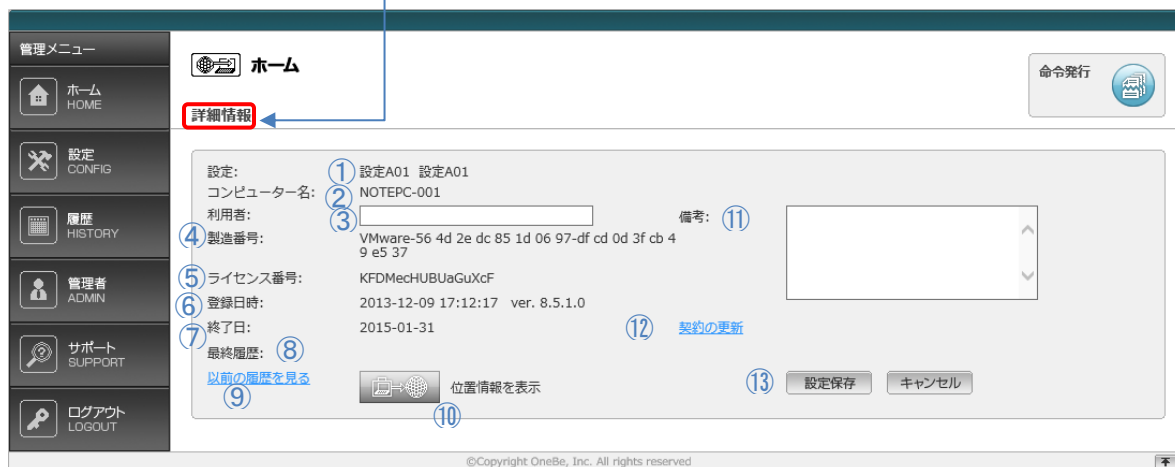 管理メニュー
ホーム
HOME
設定
CONFIG
履歴
HISTORY
管理者
ADMIN
サポート
SUPPORT
ログアウト
LOGOUT
ホーム
命令発行
詳細情報
設定: ① 設定A01 設定A01
コンピューター名: ② NOTEPC-001
利用者: ③
備考: ⑪
④ 製造番号: VMware-56 4d 2e dc 85 1d 06 97-df cd 0d 3f cb 4
9 e5 37
⑤ ライセンス番号: KFDMecHUBUaGuXcF
⑥ 登録日時: 2013-12-09 17:12:17 ver. 8.5.1.0
⑦ 終了日: 2015-01-31 ⑫ 契約の更新
最終履歴: ⑧
以前の履歴を見る
⑨
位置情報を表示
⑩
⑬ 設定保存 キャンセル
©Copyright OneBe, Inc. All rights reserved